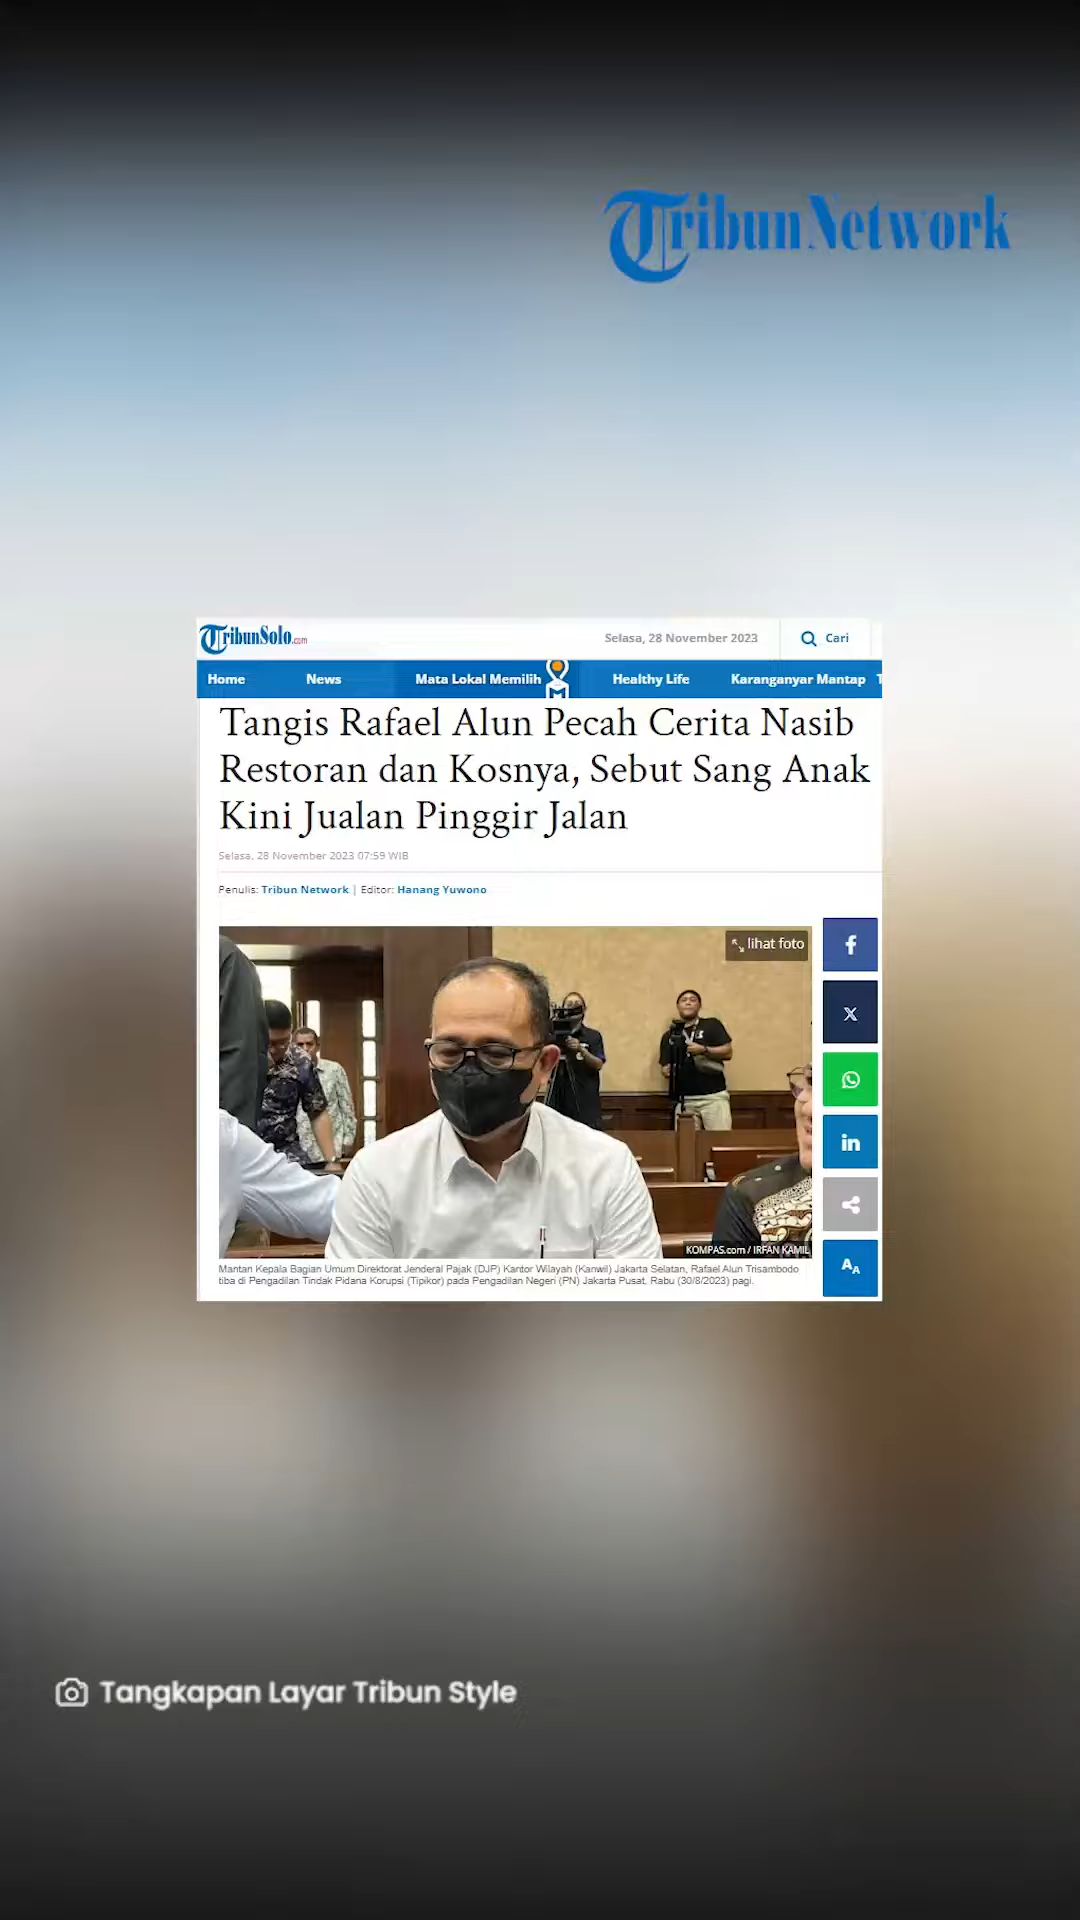 Tribun Network
TribunSolo.com
Selasa, 28 November 2023
Cari
Home
News
Mata Lokal Memilih
Healthy Life
Karanganyar Mantap
Tangis Rafael Alun Pecah Cerita Nasib
Restoran dan Kosnya, Sebut Sang Anak
Kini Jualan Pinggir Jalan
Selasa, 28 November 2023 07:59 WIB
Penulis: Tribun Network | Editor: Hanang Yuwono
lihat foto
KOMPAS.com / IRFAN KAMIL
Mantan Kepala Bagian Umum Direktorat Jenderal Pajak (DJP) Kantor Wilayah (Kanwil) Jakarta Selatan, Rafael Alun Trisambodo
tiba di Pengadilan Tindak Pidana Korupsi (Tipikor) pada Pengadilan Negeri (PN) Jakarta Pusat, Rabu (30/8/2023) pagi.
Tangkapan Layar Tribun Style